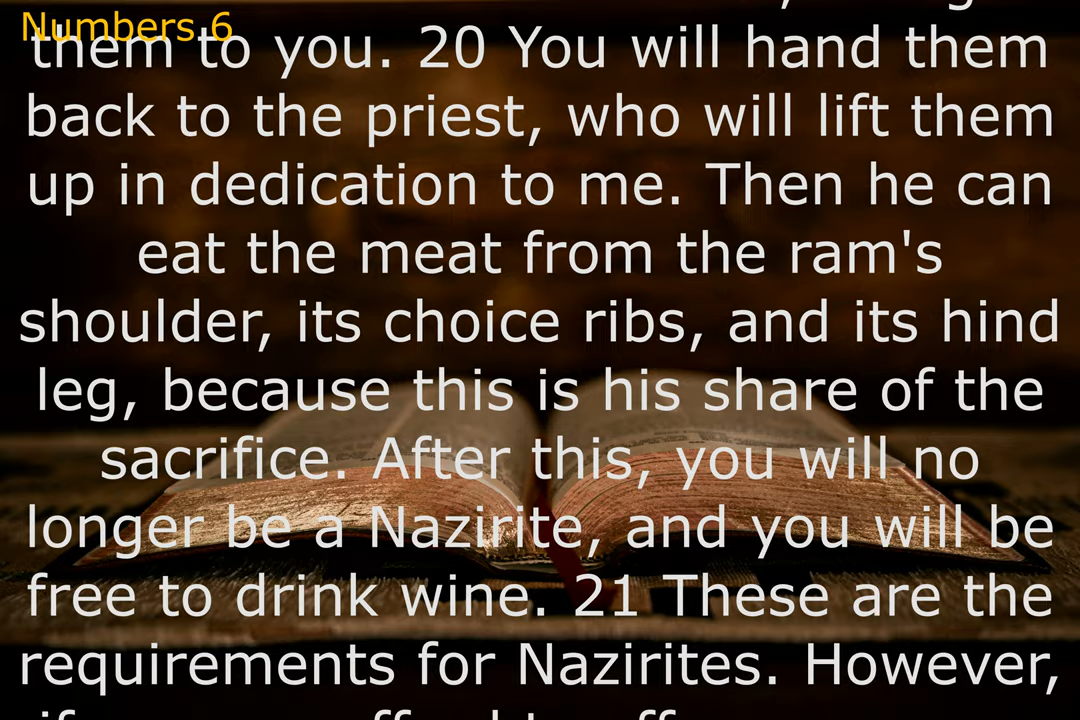 Numbers 6
them to you. 20 You will hand them
back to the priest, who will lift them
up in dedication to me. Then he can
eat the meat from the ram's
shoulder, its choice ribs, and its hind
leg, because this is his share of the
sacrifice. After this, you will no
longer be a Nazirite, and you will be
free to drink wine. 21 These are the
requirements for Nazirites. However,